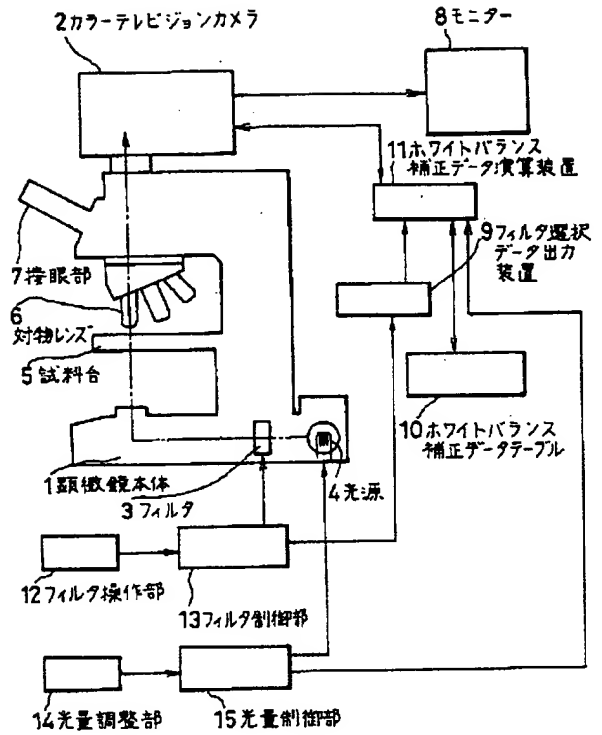 2カラーテレビジョンカメラ
8モニター
11ホワイトバランス
補正データ演算装置
9フィルタ選択
データ出力
装置
7接眼部
6
対物レンズ
5試料台
10ホワイトバランス
補正データテーブル
1顕微鏡本体
3フィルタ
4光源
12フィルタ操作部
13フィルタ制御部
14光量調整部
15光量制御部